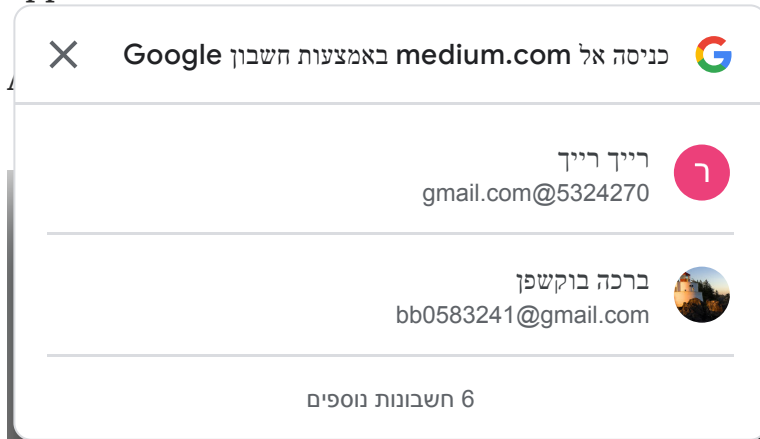 כניסה אל medium.com באמצעות חשבון Google
רייך רייך
ר
gmail.com@5324270
ברכה בוקשפן
bb0583241@gmail.com
6 חשבונות נוספים